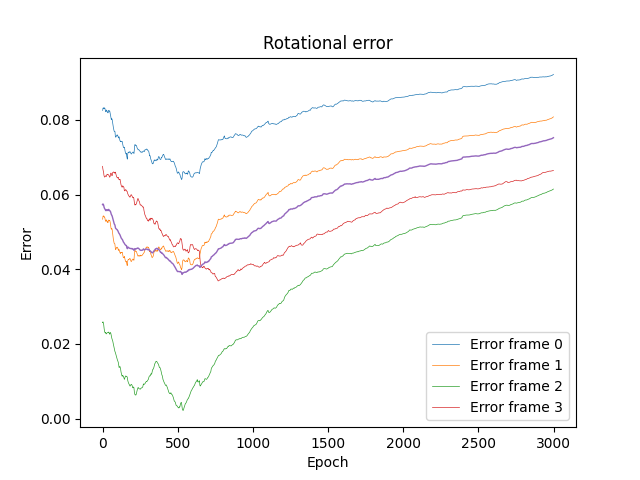 Rotational error
Error
0.08
0.06
0.04
0.02
0.00
Error frame 0
Error frame 1
Error frame 2
Error frame 3
0 500 1000 1500 2000 2500 3000
Epoch